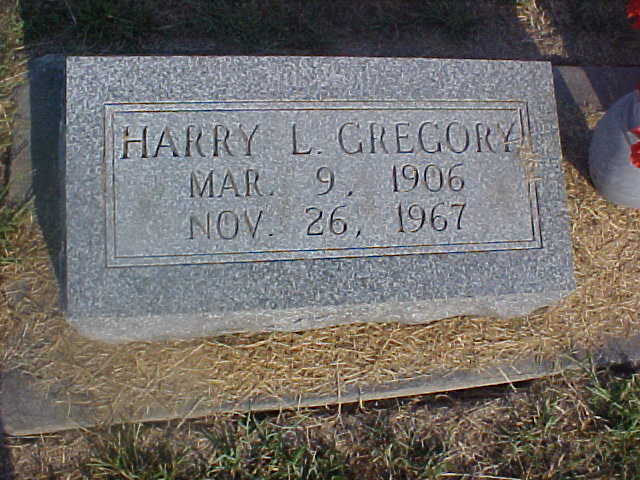 HARRY L. GREGORY
MAR. 9, 1906
NOV. 26, 1967